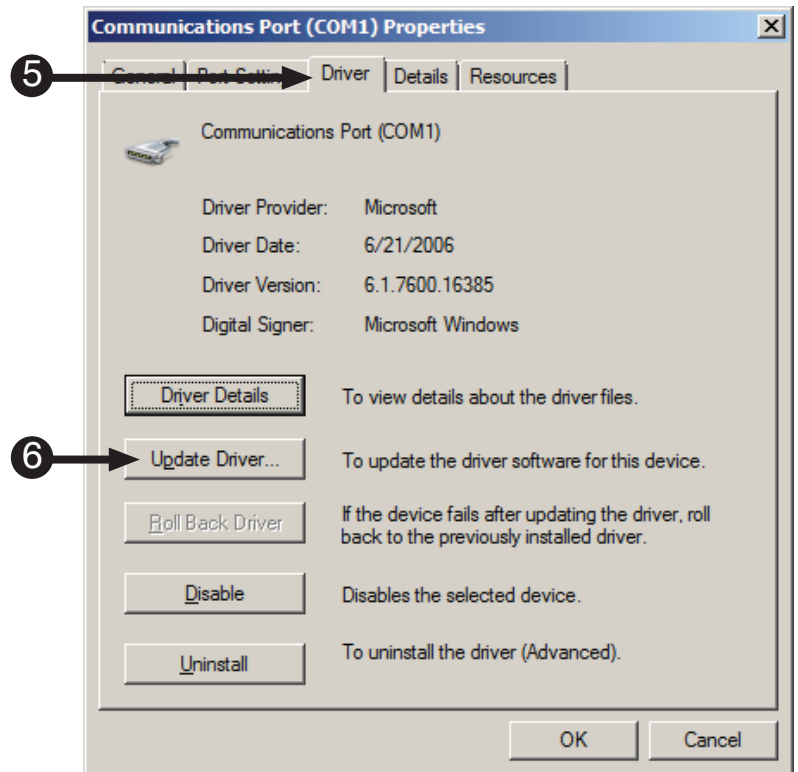 Communications Port (COM1) Properties
5
General Port Settin Driver Details Resources
Communications Port (COM1)
Driver Provider: Microsoft
Driver Date: 6/21/2006
Driver Version: 6.1.7600.16385
Digital Signer: Microsoft Windows
Driver Details To view details about the driver files.
6
Update Driver... To update the driver software for this device.
Roll Back Driver If the device fails after updating the driver, roll
back to the previously installed driver.
Disable Disables the selected device.
Uninstall To uninstall the driver (Advanced).
OK Cancel